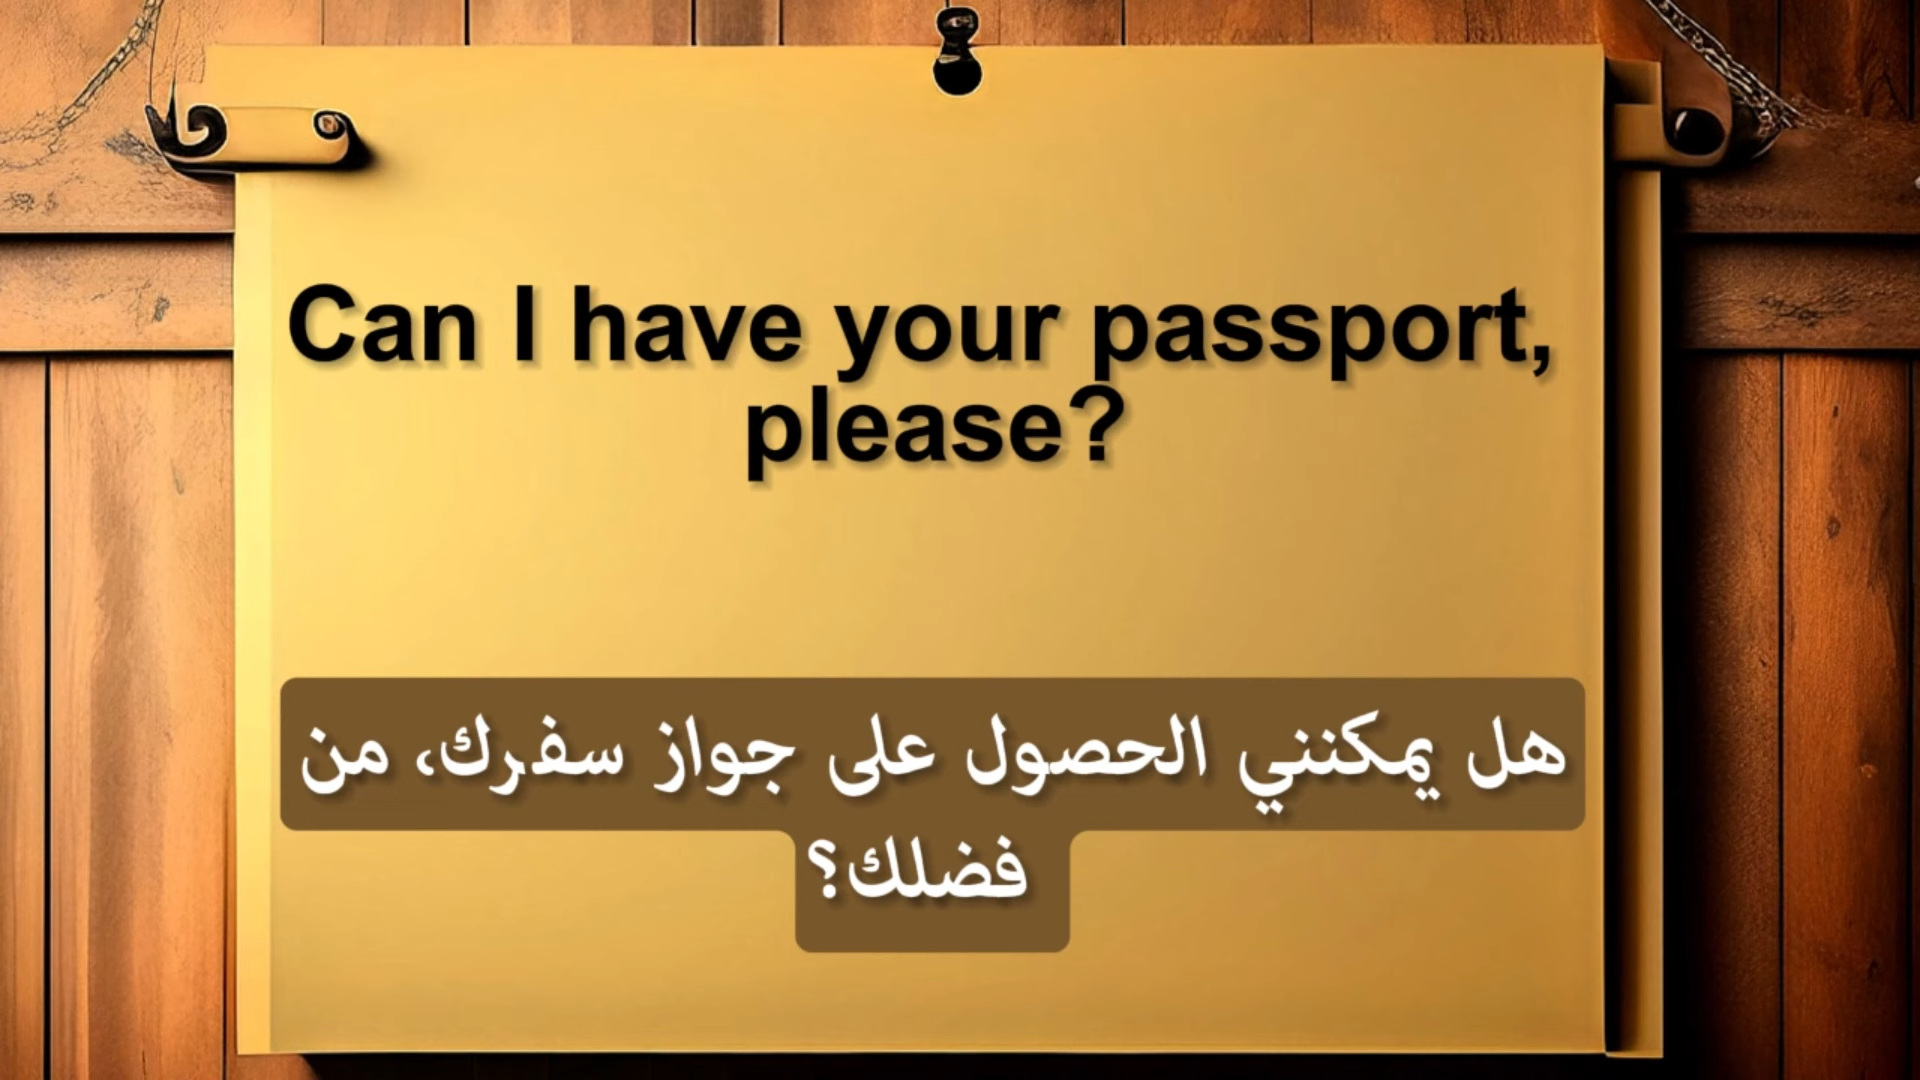 Can I have your passport,
please?
هل يمكنني الحصول على جواز سفرك، من
فضلك؟